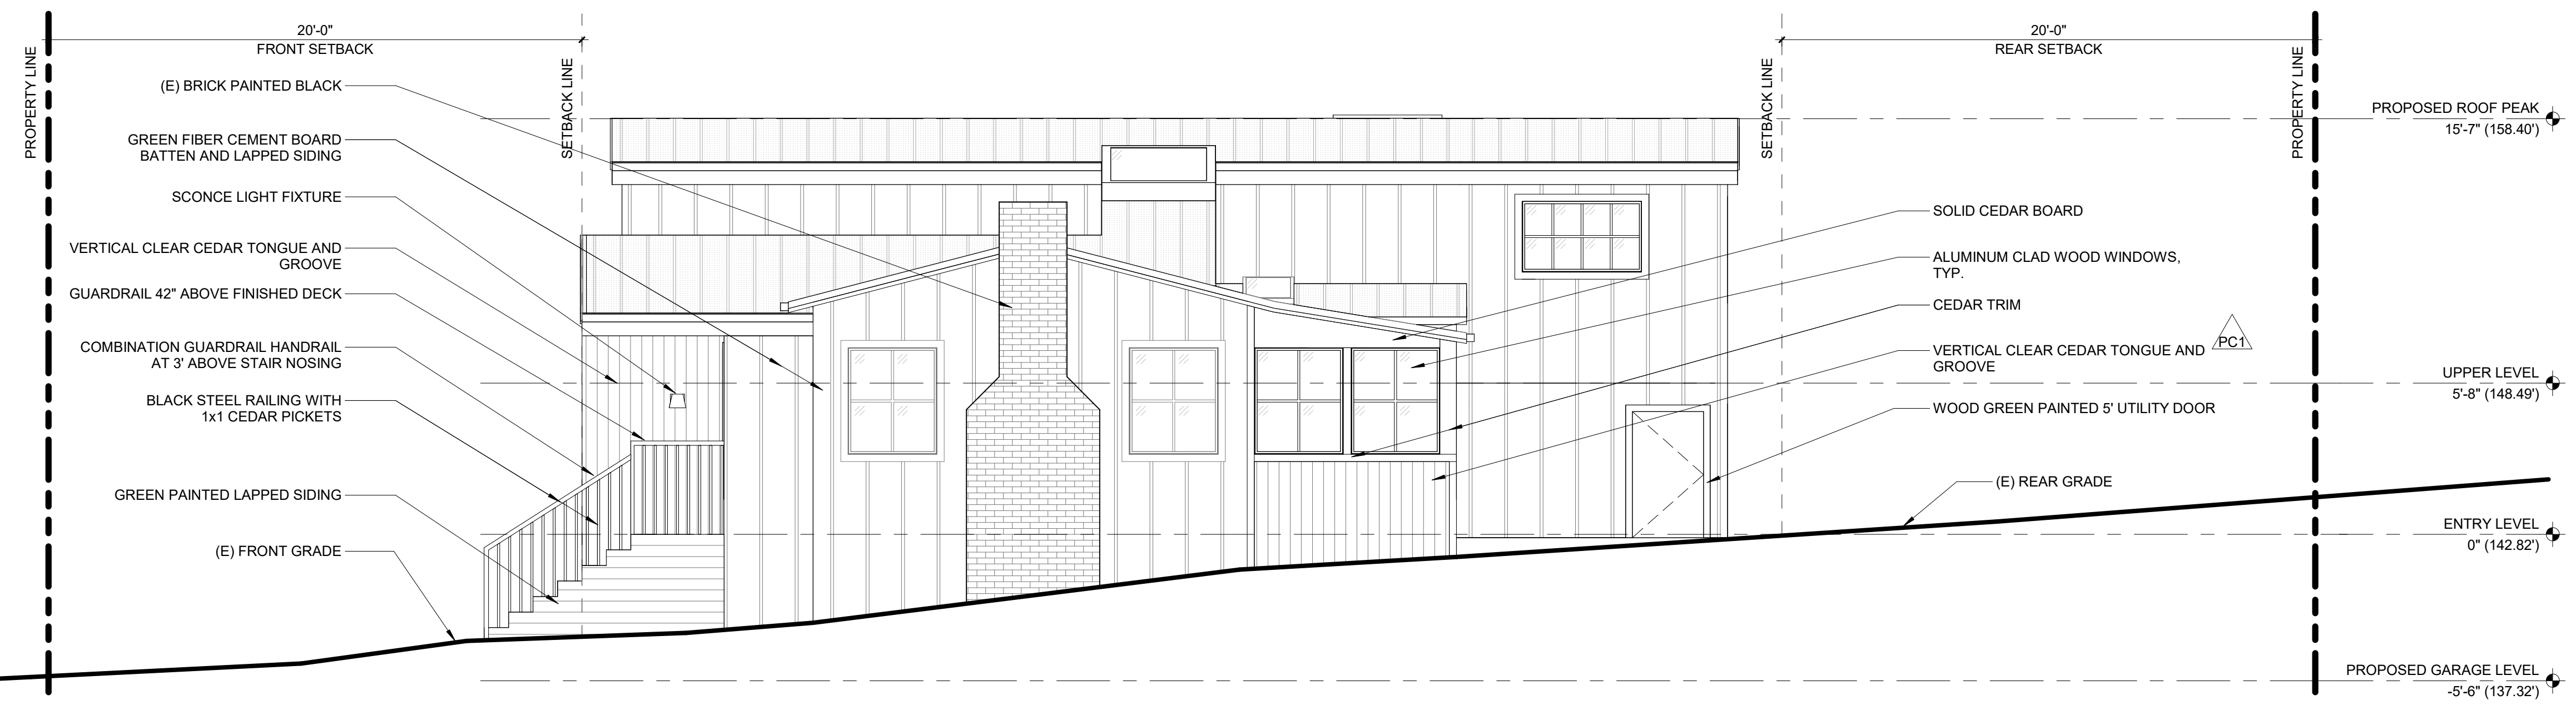 20'-0"
FRONT SETBACK
PROPERTY LINE
SETBACK LINE
(E) BRICK PAINTED BLACK
GREEN FIBER CEMENT BOARD
BATTEN AND LAPPED SIDING
SCONCE LIGHT FIXTURE
VERTICAL CLEAR CEDAR TONGUE AND
GROOVE
GUARDRAIL 42" ABOVE FINISHED DECK
COMBINATION GUARDRAIL HANDRAIL
AT 3' ABOVE STAIR NOSING
BLACK STEEL RAILING WITH
1x1 CEDAR PICKETS
GREEN PAINTED LAPPED SIDING
(E) FRONT GRADE
20'-0"
REAR SETBACK
SETBACK LINE
PROPERTY LINE
SOLID CEDAR BOARD
ALUMINUM CLAD WOOD WINDOWS,
TYP.
CEDAR TRIM
VERTICAL CLEAR CEDAR TONGUE AND
GROOVE
PC1
WOOD GREEN PAINTED 5' UTILITY DOOR
(E) REAR GRADE
PROPOSED ROOF PEAK
15'-7" (158.40')
UPPER LEVEL
5'-8" (148.49')
ENTRY LEVEL
0" (142.82')
PROPOSED GARAGE LEVEL
-5'-6" (137.32')